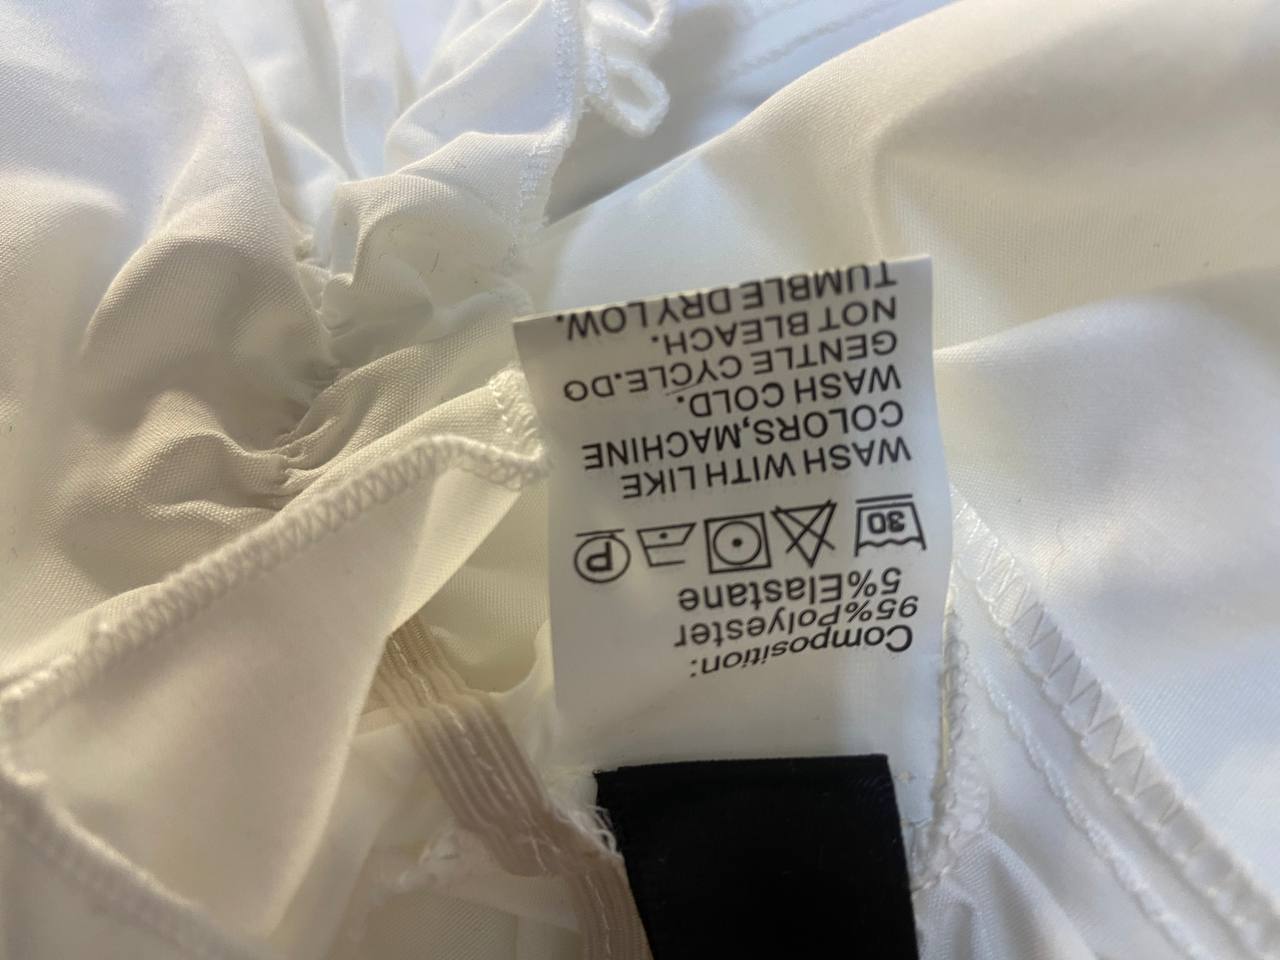 Composition:
95%Polyester
5%Elastane
30
P
WASH WITH LIKE
COLORS,MACHINE
WASH COLD.
GENTLE CYCLE.DO
NOT BLEACH.
TUMBLE DRY LOW.